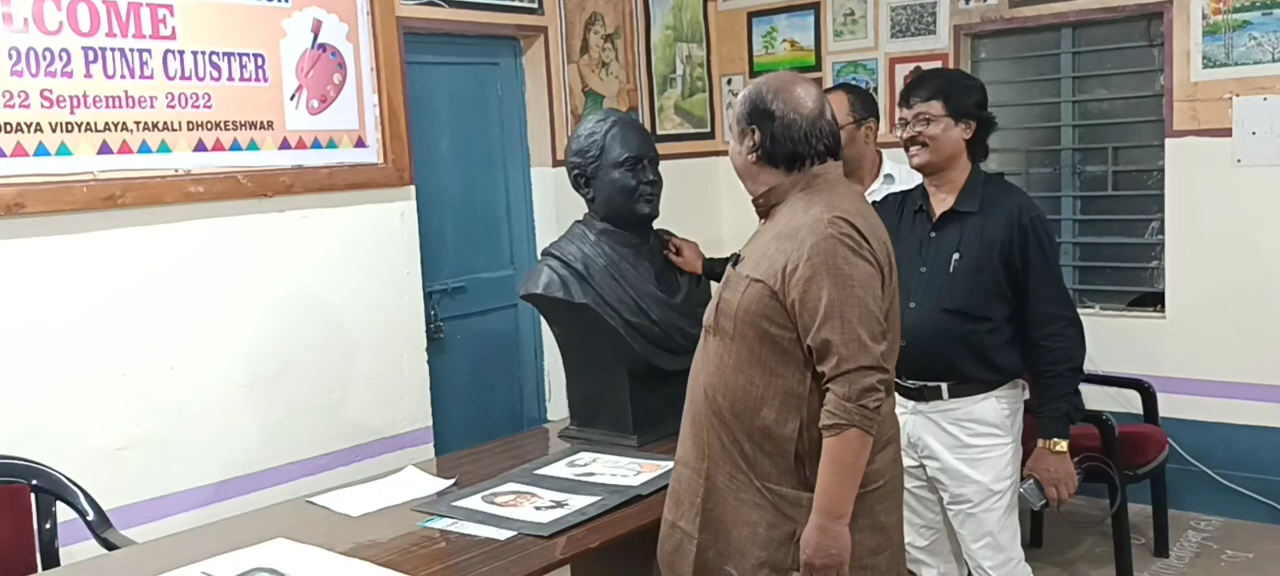 LCOME
2022 PUNE CLUSTER
22 September 2022
ODAYA VIDYALAYA, TAKALI DHOKESHWAR